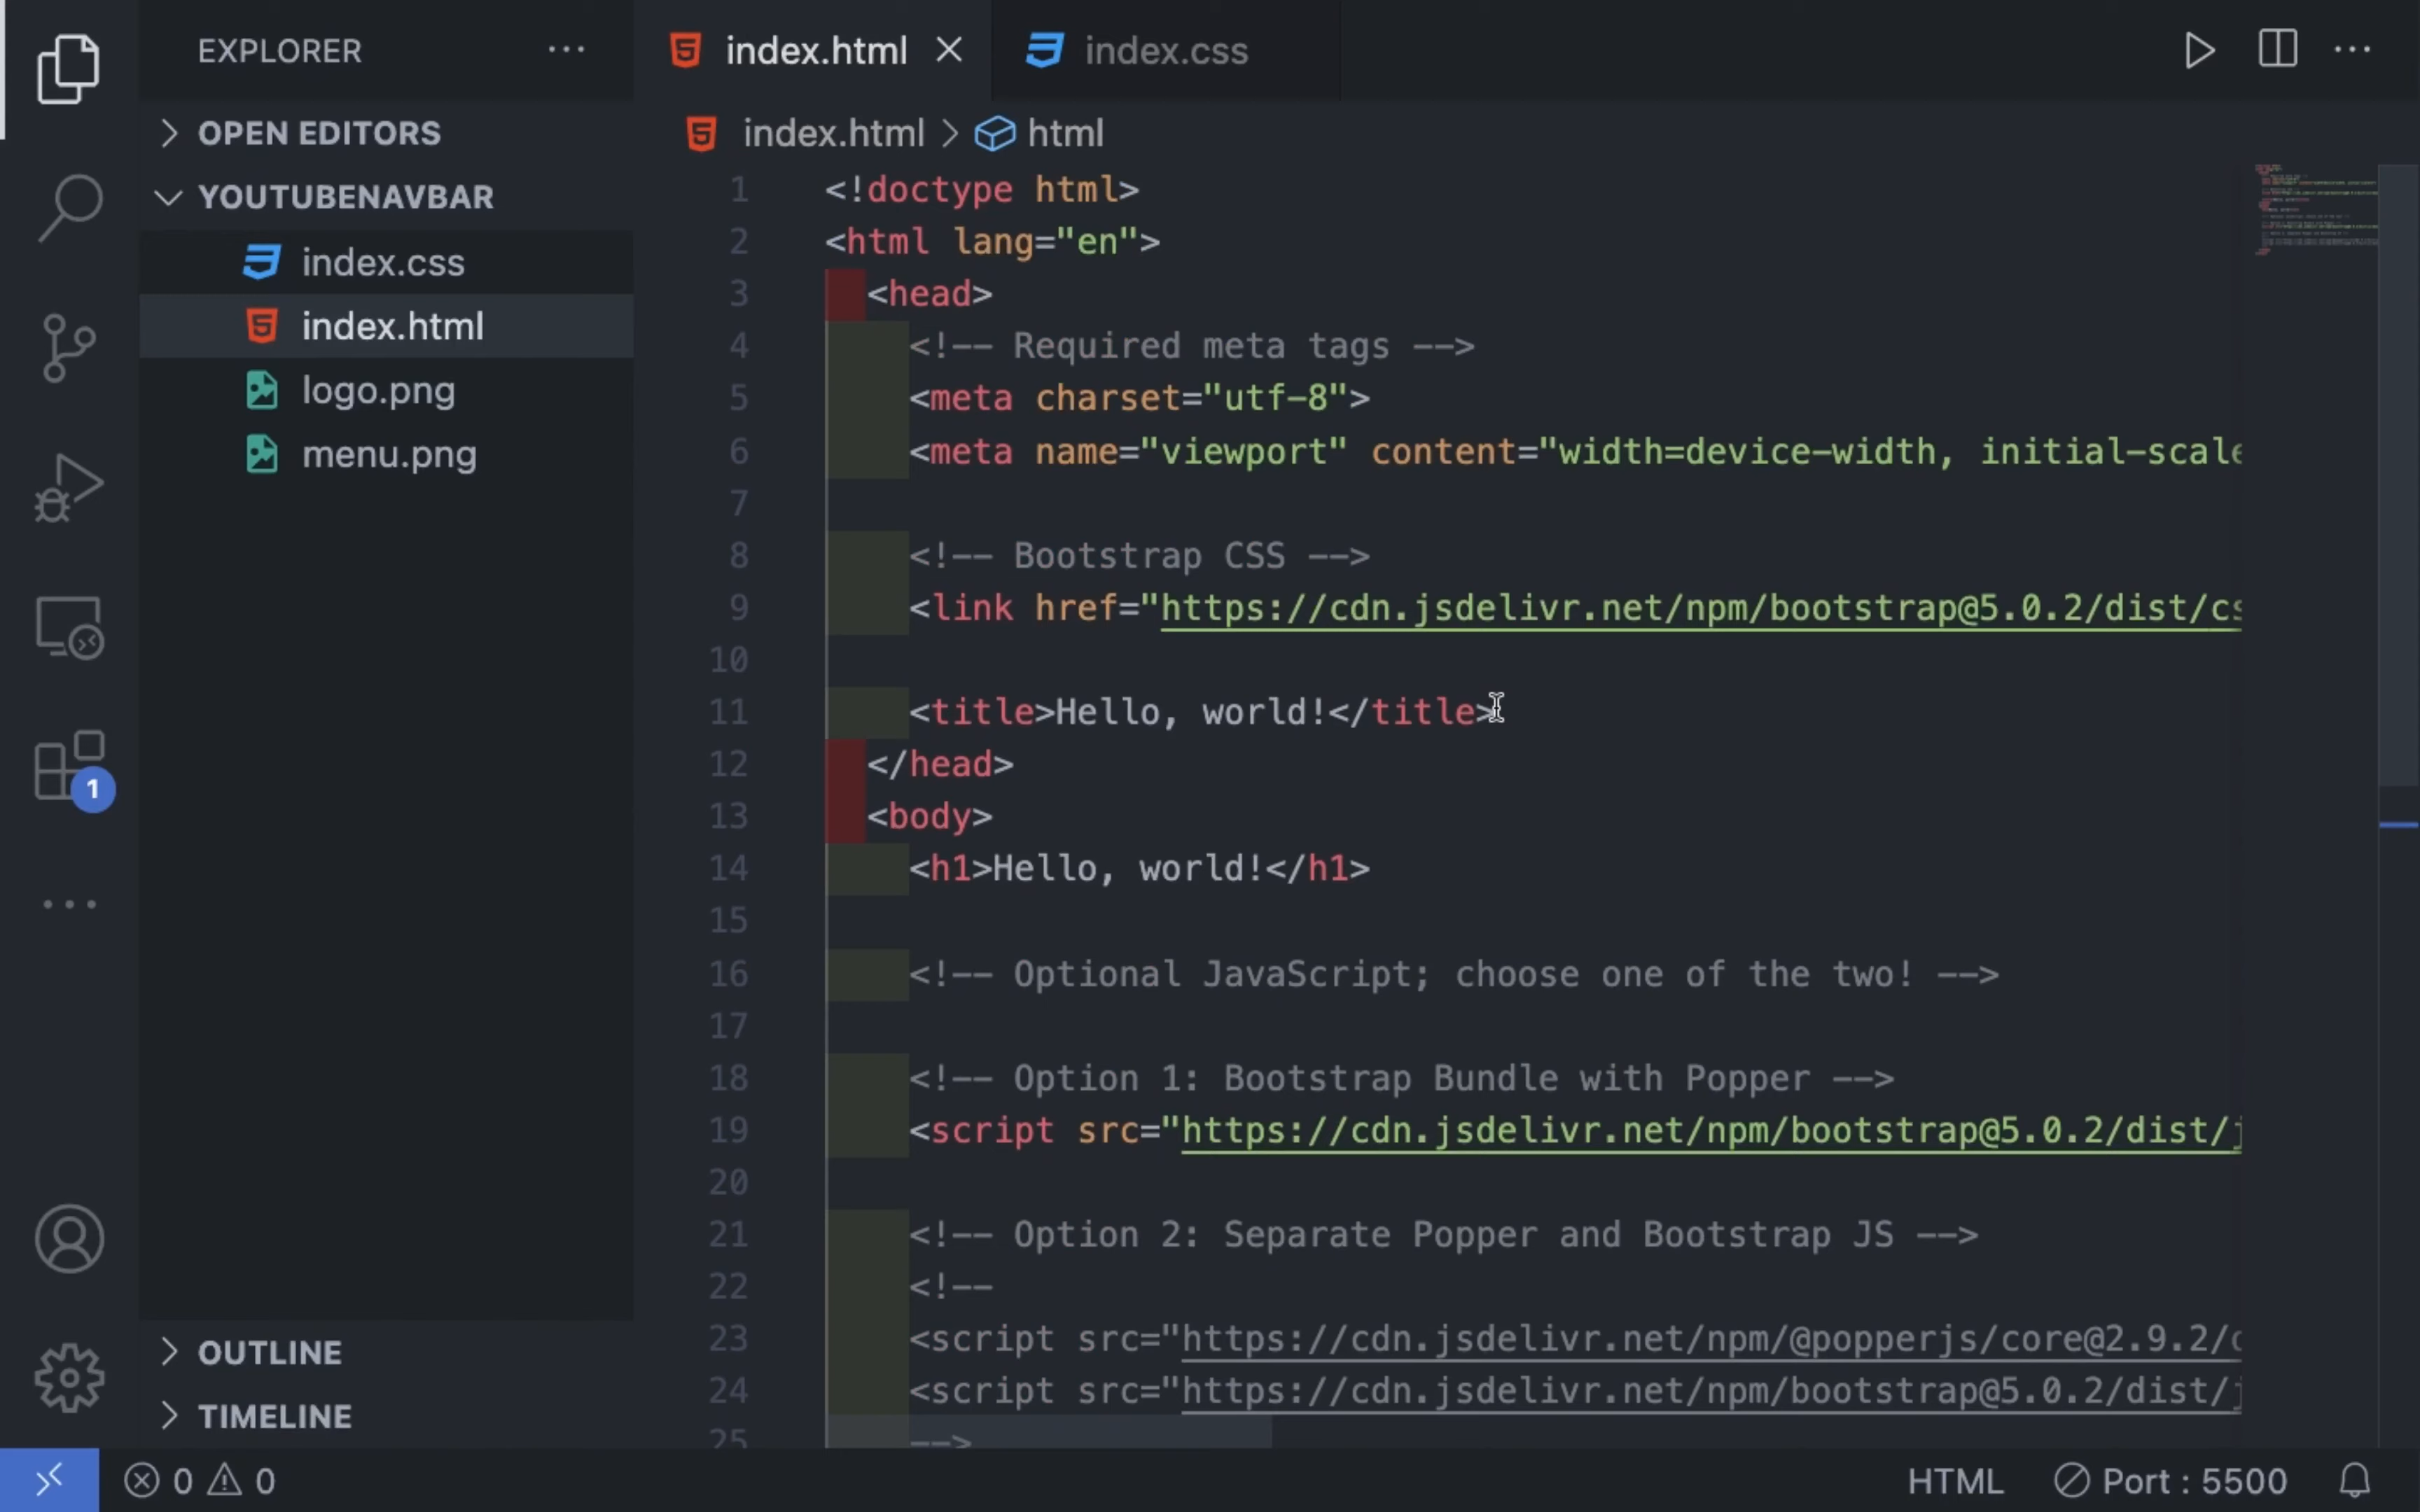 EXPLORER
index.html
index.css
OPEN EDITORS
YOUTUBENAVBAR
index.css
index.html
logo.png
menu.png
OUTLINE
TIMELINE
index.html > html
1 <!doctype html>
2 <html lang="en">
3 <head>
4 <!-- Required meta tags -->
5 <meta charset="utf-8">
6 <meta name="viewport" content="width=device-width, initial-scale
7
8 <!-- Bootstrap CSS -->
9 <link href="https://cdn.jsdelivr.net/npm/bootstrap@5.0.2/dist/cs
10
11 <title>Hello, world!</title>
12 </head>
13 <body>
14 <h1>Hello, world!</h1>
15
16 <!-- Optional JavaScript; choose one of the two! -->
17
18 <!-- Option 1: Bootstrap Bundle with Popper -->
19 <script src="https://cdn.jsdelivr.net/npm/bootstrap@5.0.2/dist/j
20
21 <!-- Option 2: Separate Popper and Bootstrap JS -->
22 <!--
23 <script src="https://cdn.jsdelivr.net/npm/@popperjs/core@2.9.2/d
24 <script src="https://cdn.jsdelivr.net/npm/bootstrap@5.0.2/dist/j
25 -->
1
0 0
HTML
Port : 5500